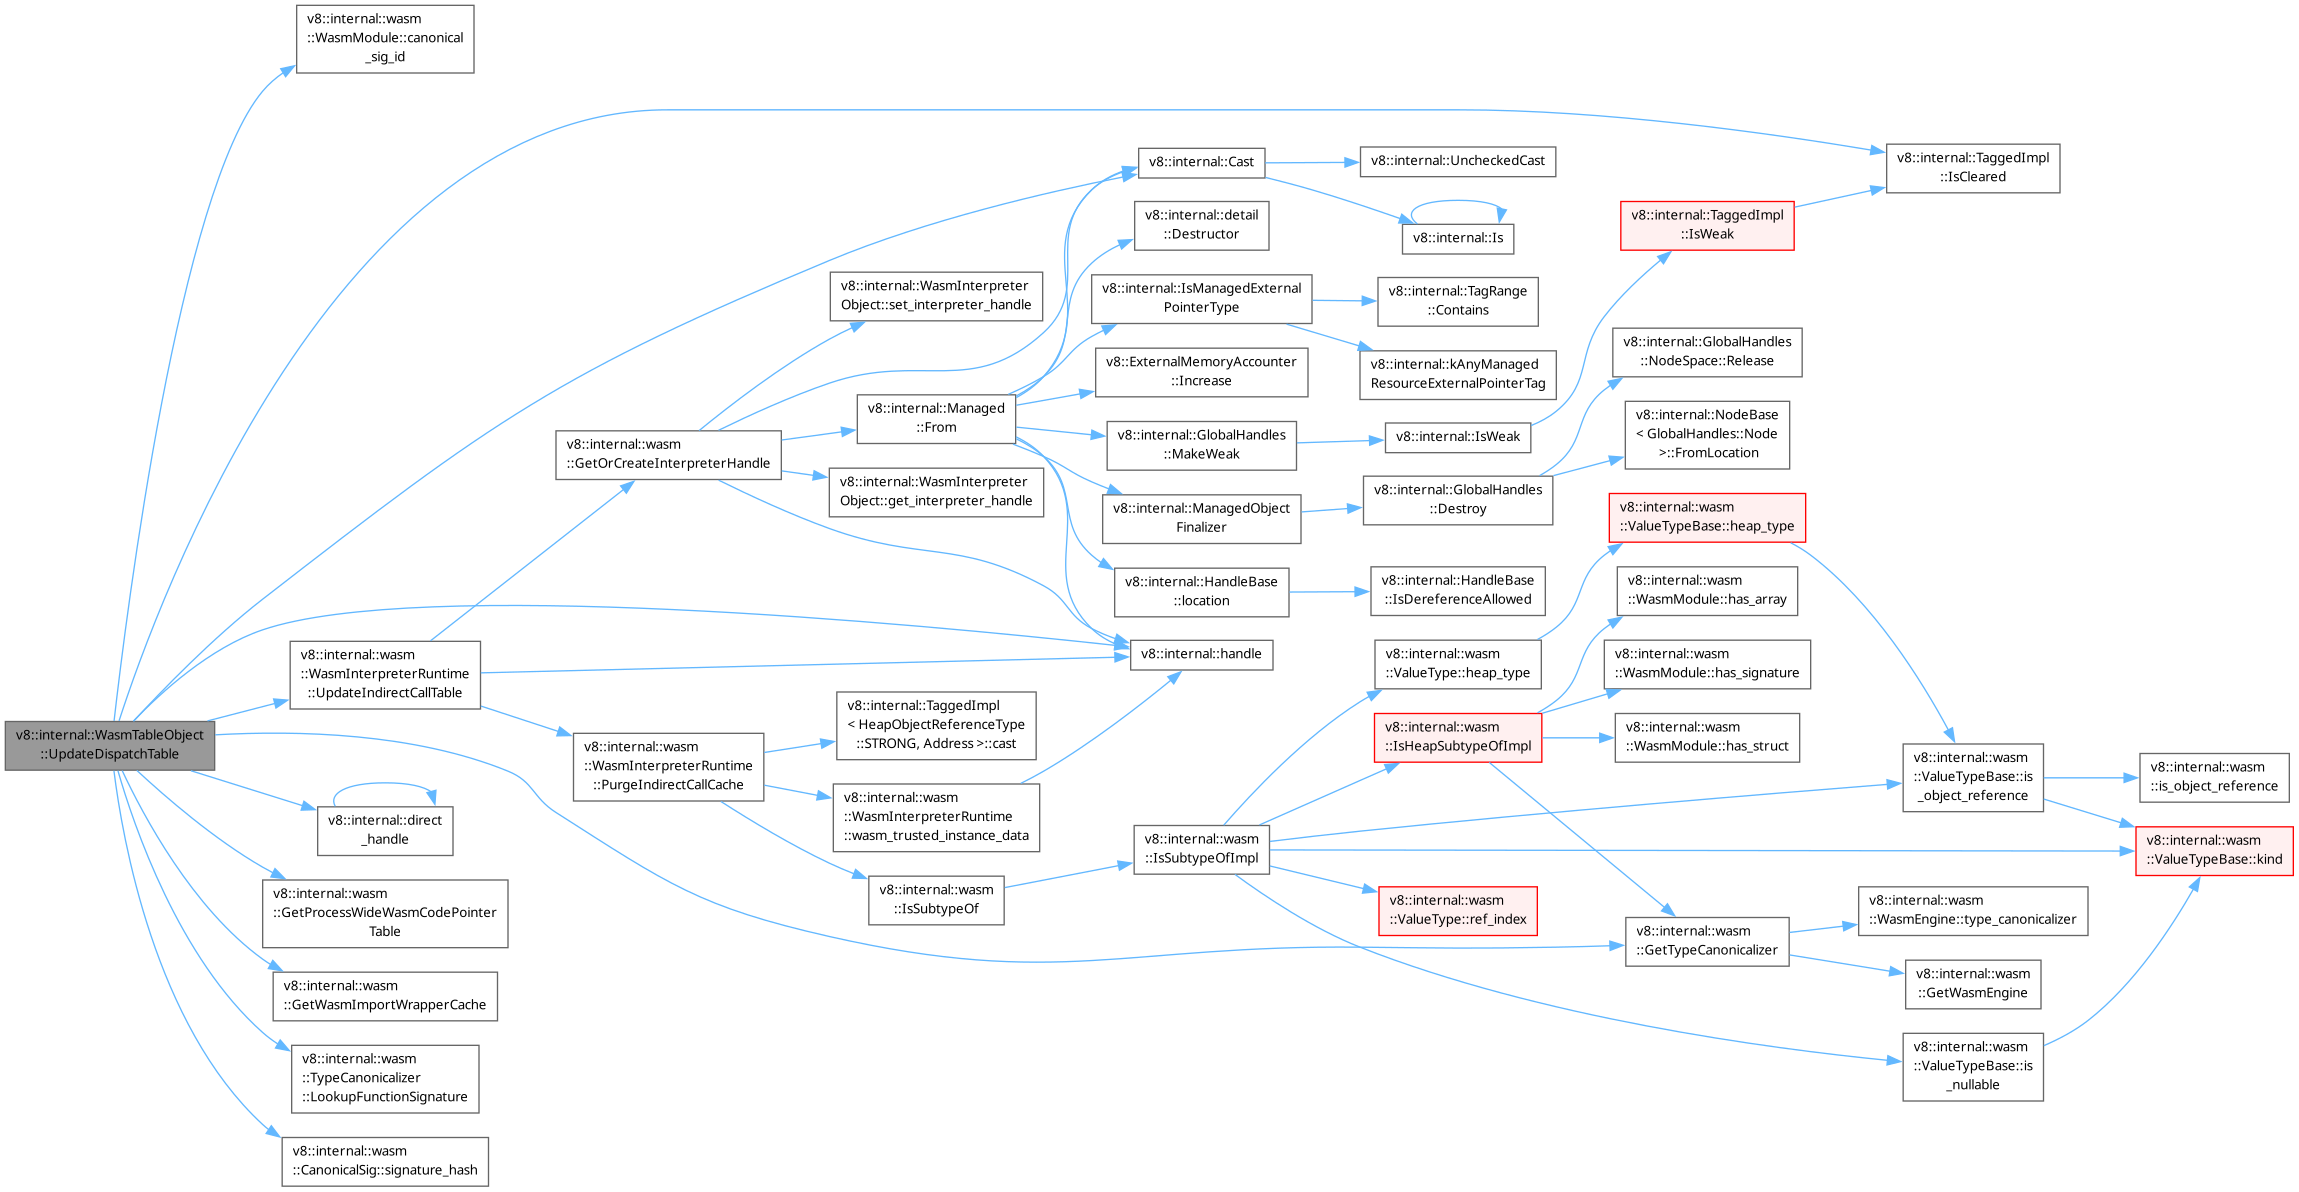 v8::internal::WasmTableObject
::UpdateDispatchTable
v8::internal::wasm
::WasmModule::canonical
_sig_id
v8::internal::wasm
::WasmInterpreterRuntime
::UpdateIndirectCallTable
v8::internal::direct
_handle
v8::internal::wasm
::GetProcessWideWasmCodePointer
Table
v8::internal::wasm
::GetWasmImportWrapperCache
v8::internal::wasm
::TypeCanonicalizer
::LookupFunctionSignature
v8::internal::wasm
::CanonicalSig::signature_hash
v8::internal::wasm
::GetOrCreateInterpreterHandle
v8::internal::wasm
::WasmInterpreterRuntime
::PurgeIndirectCallCache
v8::internal::WasmInterpreter
Object::set_interpreter_handle
v8::internal::Managed
::From
v8::internal::WasmInterpreter
Object::get_interpreter_handle
v8::internal::TaggedImpl
< HeapObjectReferenceType
::STRONG, Address >::cast
v8::internal::wasm
::WasmInterpreterRuntime
::wasm_trusted_instance_data
v8::internal::wasm
::IsSubtypeOf
v8::internal::Cast
v8::internal::detail
::Destructor
v8::internal::IsManagedExternal
PointerType
v8::ExternalMemoryAccounter
::Increase
v8::internal::GlobalHandles
::MakeWeak
v8::internal::ManagedObject
Finalizer
v8::internal::HandleBase
::location
v8::internal::handle
v8::internal::wasm
::IsSubtypeOfImpl
v8::internal::UncheckedCast
v8::internal::Is
v8::internal::TagRange
::Contains
v8::internal::kAnyManaged
ResourceExternalPointerTag
v8::internal::IsWeak
v8::internal::GlobalHandles
::Destroy
v8::internal::HandleBase
::IsDereferenceAllowed
v8::internal::wasm
::ValueType::heap_type
v8::internal::wasm
::IsHeapSubtypeOfImpl
v8::internal::wasm
::ValueType::ref_index
v8::internal::TaggedImpl
::IsWeak
v8::internal::GlobalHandles
::NodeSpace::Release
v8::internal::NodeBase
< GlobalHandles::Node
>::FromLocation
v8::internal::wasm
::ValueTypeBase::heap_type
v8::internal::wasm
::WasmModule::has_array
v8::internal::wasm
::WasmModule::has_signature
v8::internal::wasm
::WasmModule::has_struct
v8::internal::wasm
::GetTypeCanonicalizer
v8::internal::TaggedImpl
::IsCleared
v8::internal::wasm
::ValueTypeBase::is
_object_reference
v8::internal::wasm
::WasmEngine::type_canonicalizer
v8::internal::wasm
::GetWasmEngine
v8::internal::wasm
::ValueTypeBase::is
_nullable
v8::internal::wasm
::is_object_reference
v8::internal::wasm
::ValueTypeBase::kind